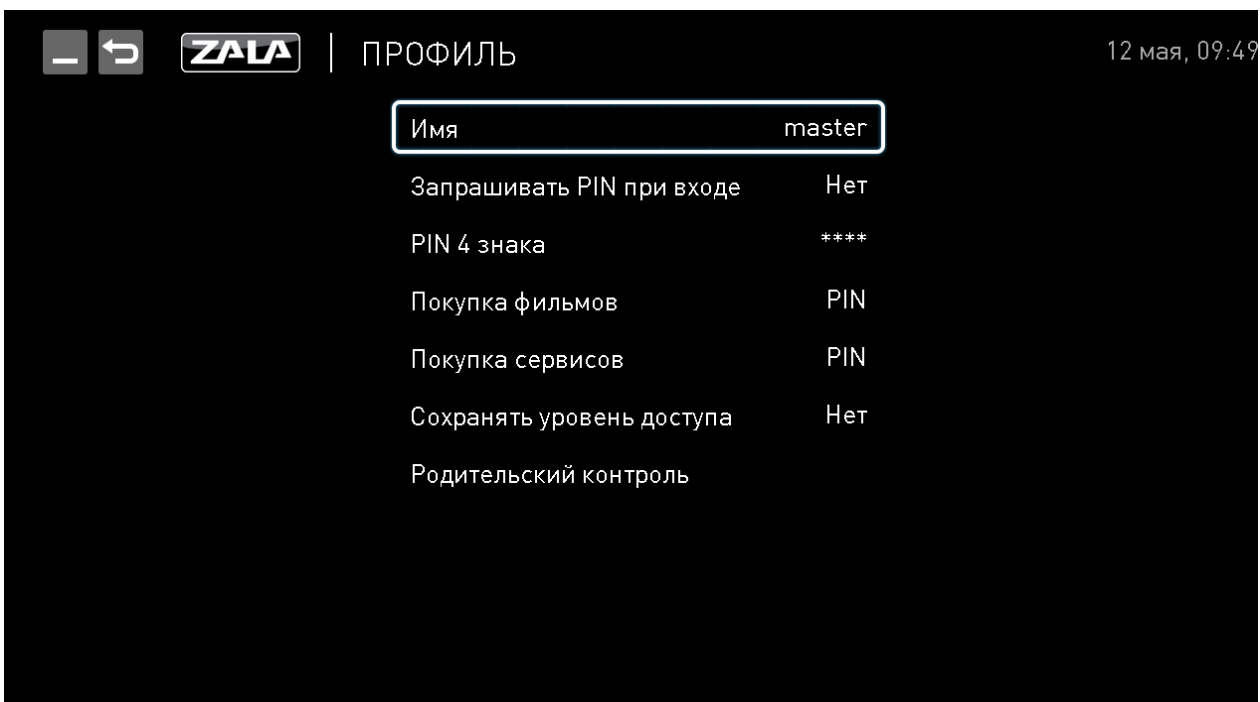 ZALA | ПРОФИЛЬ 12 мая, 09:49
Имя master
Запрашивать PIN при входе Нет
PIN 4 знака ****
Покупка фильмов PIN
Покупка сервисов PIN
Сохранять уровень доступа Нет
Родительский контроль